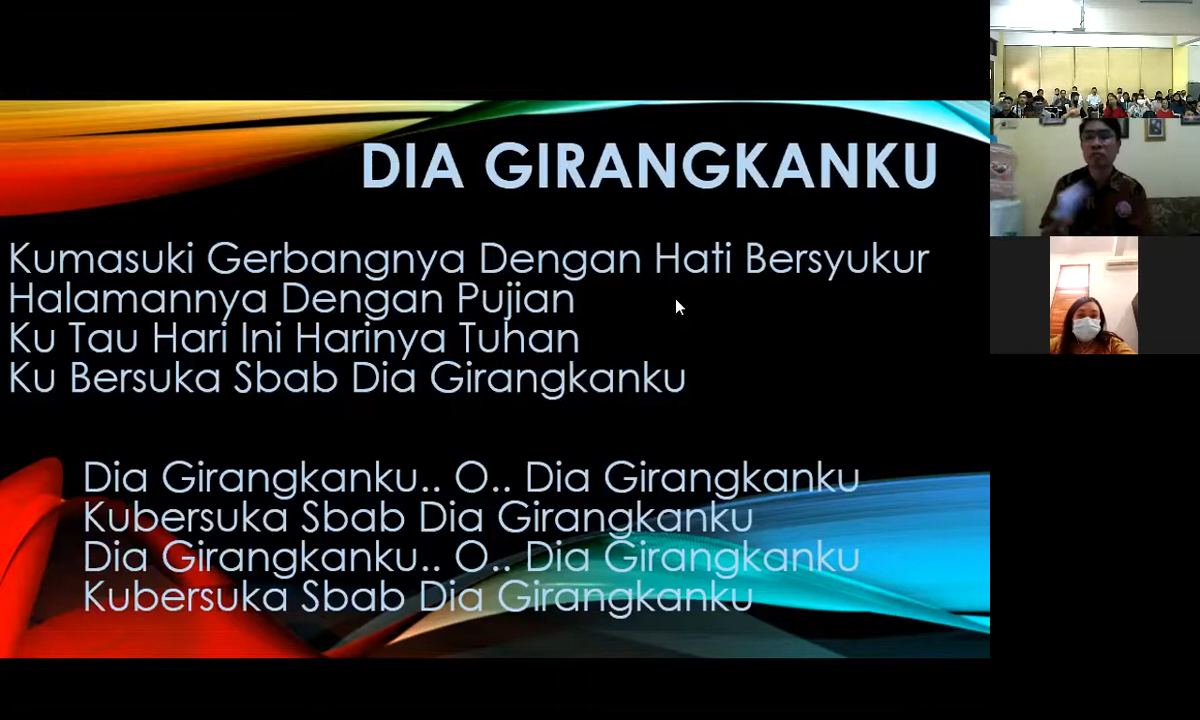 DIA GIRANGKANKU
Kumasuki Gerbangnya Dengan Hati Bersyukur
Halamannya Dengan Pujian
Ku Tau Hari Ini Harinya Tuhan
Ku Bersuka Sbab Dia Girangkanku
Dia Girangkanku.. O.. Dia Girangkanku
Kubersuka Sbab Dia Girangkanku
Dia Girangkanku.. O.. Dia Girangkanku
Kubersuka Sbab Dia Girangkanku